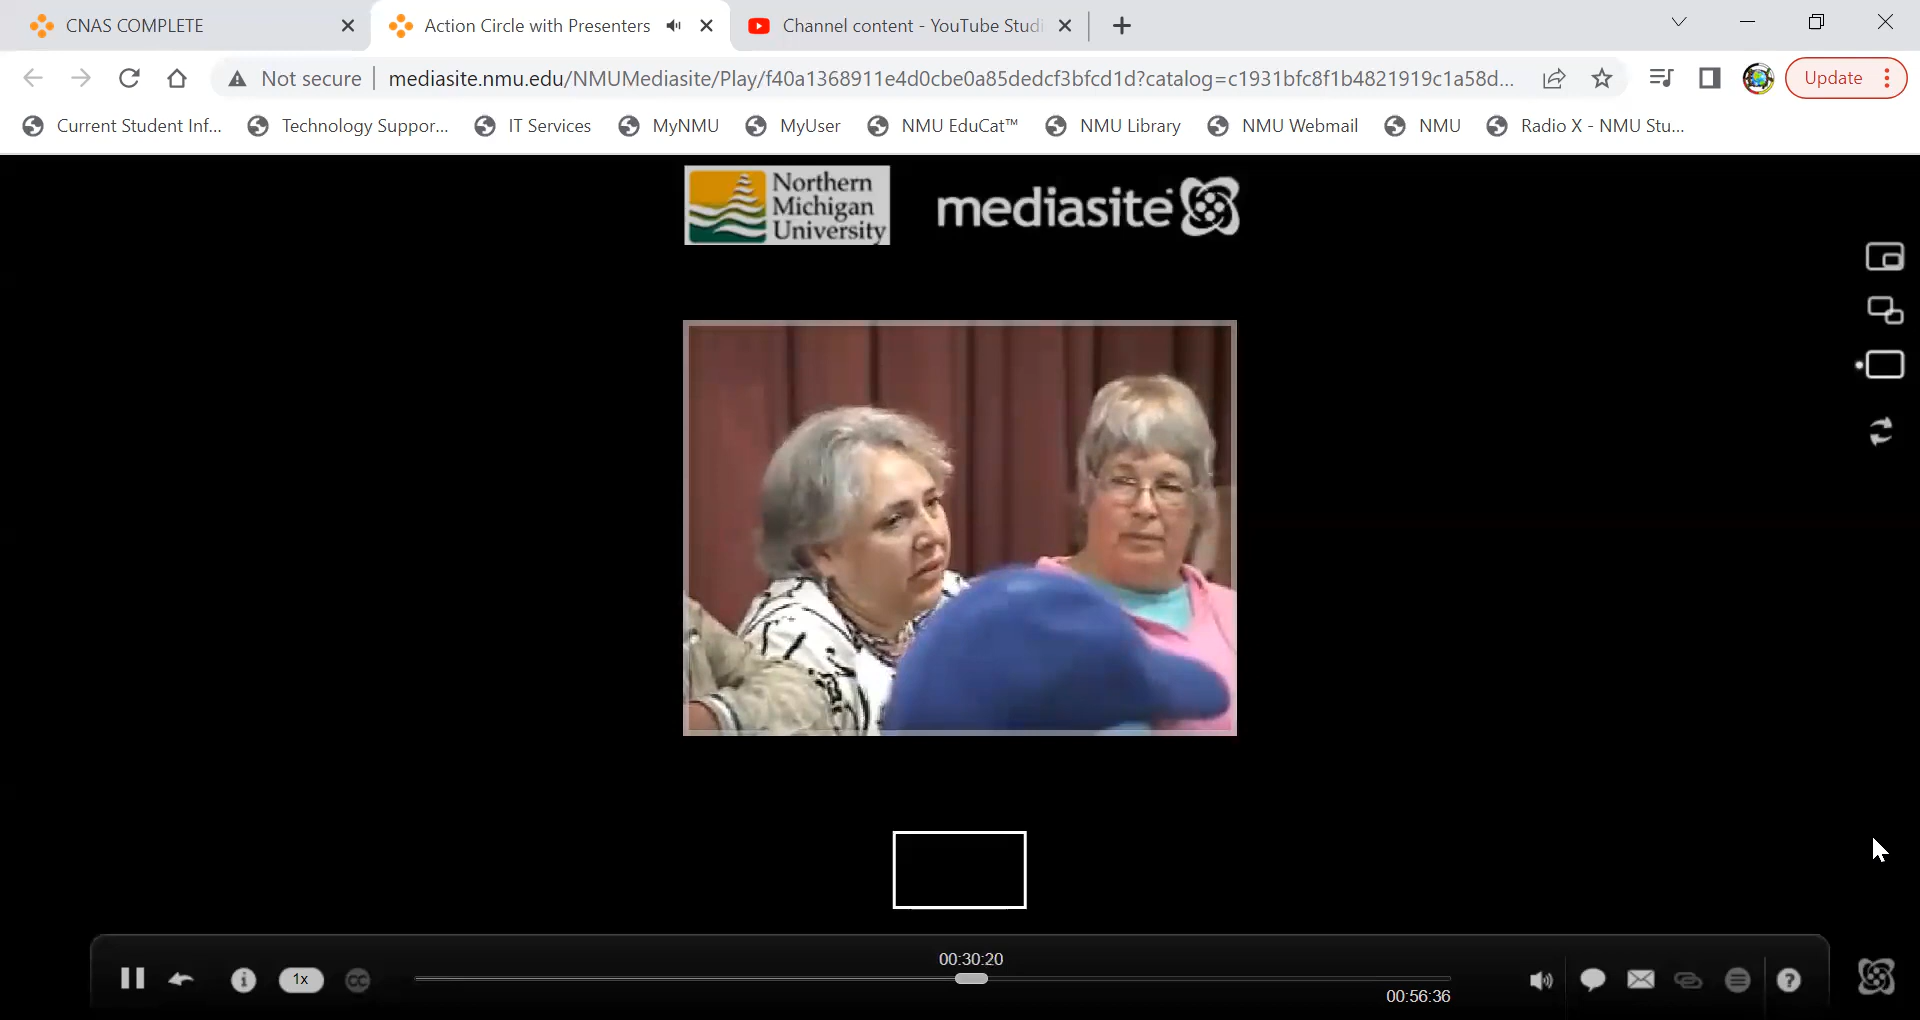 CNAS COMPLETE
Action Circle with Presenters
Channel content - YouTube Studi
Not secure
mediasite.nmu.edu/NMUMediasite/Play/f40a1368911e4d0cbe0a85dedcf3bfcd1d?catalog=c1931bfc8f1b4821919c1a58d...
Update
Current Student Inf...
Technology Suppor...
IT Services
MyNMU
MyUser
NMU EduCat™
NMU Library
NMU Webmail
NMU
Radio X - NMU Stu...
Northern
Michigan
University
mediasite
00:30:20
1x
CC
00:56:36